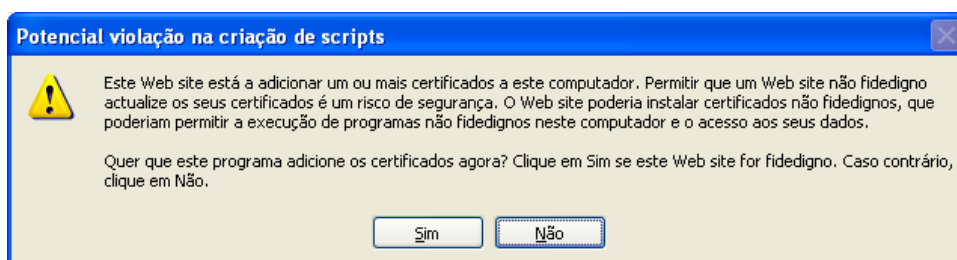 Potencial violação na criação de scripts
Este Web site está a adicionar um ou mais certificados a este computador. Permitir que um Web site não fidedigno
actualize os seus certificados é um risco de segurança. O Web site poderia instalar certificados não fidedignos, que
poderiam permitir a execução de programas não fidedignos neste computador e o acesso aos seus dados.
Quer que este programa adicione os certificados agora? Clique em Sim se este Web site for fidedigno. Caso contrário,
clique em Não.
Sim Não